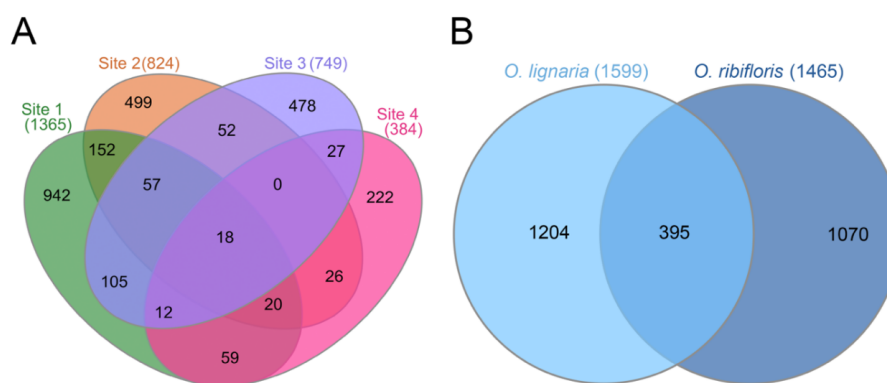 A
B
Site 2(824)
Site 3 (749)
O. lignaria (1599)
O. ribifloris (1465)
Site 1
(1365)
Site 4
(384)
499
478
152
52
27
942
57
0
222
18
1204
395
1070
105
26
12
20
59